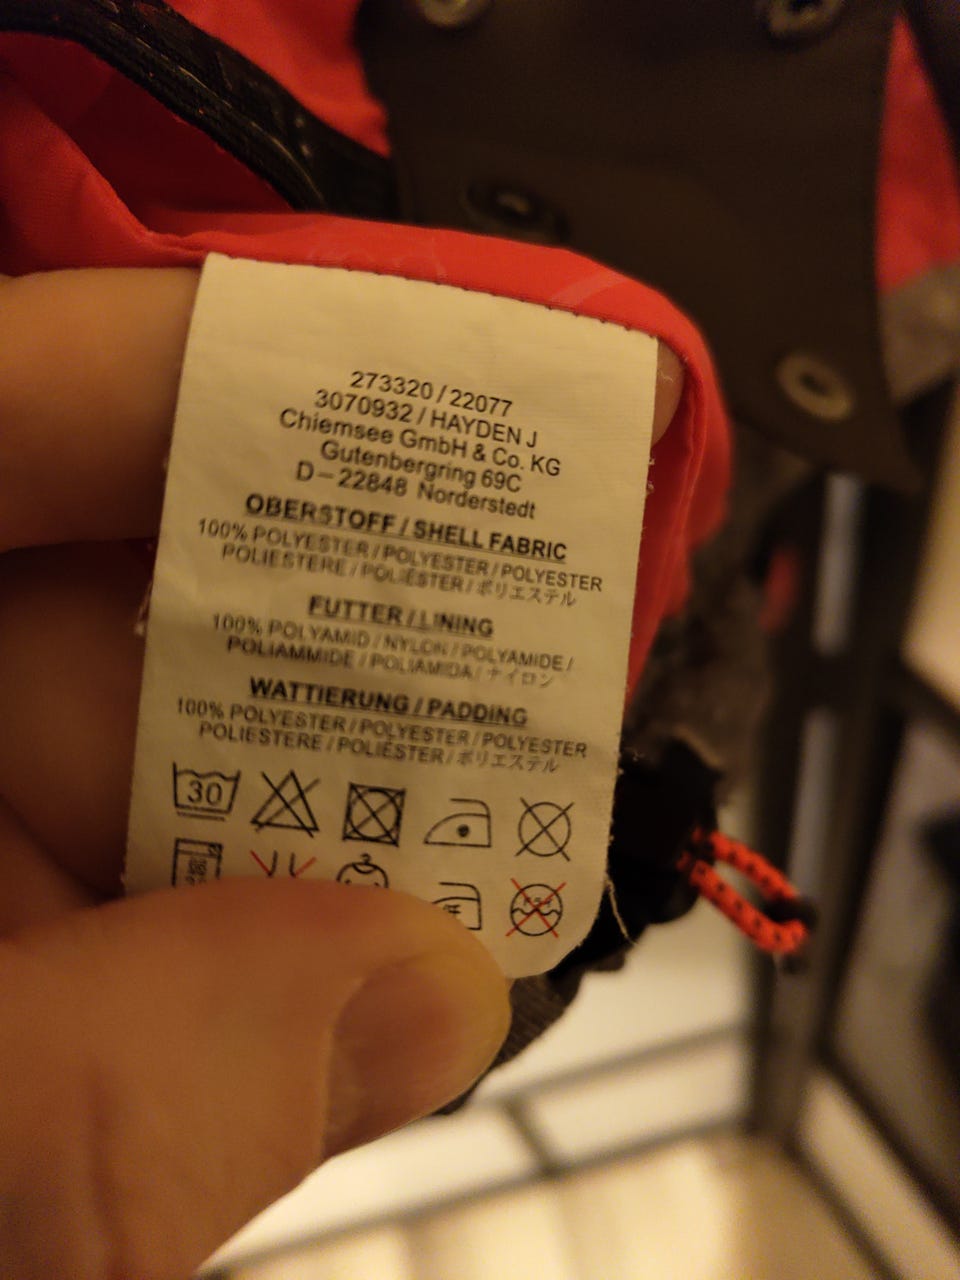 273320 / 22077
3070932 / HAYDEN J
Chiemsee GmbH & Co. KG
Gutenbergring 69C
D – 22848 Norderstedt
OBERSTOFF / SHELL FABRIC
100% POLYESTER / POLYESTER / POLYESTER
POLIESTERE / POLIÉSTER / ポリエステル
FUTTER / LINING
100% POLYAMID / NYLON / POLYAMIDE /
POLIAMMIDE / POLIAMIDA / ナイロン
WATTIERUNG / PADDING
100% POLYESTER / POLYESTER / POLYESTER
POLIESTERE / POLIÉSTER / ポリエステル
30